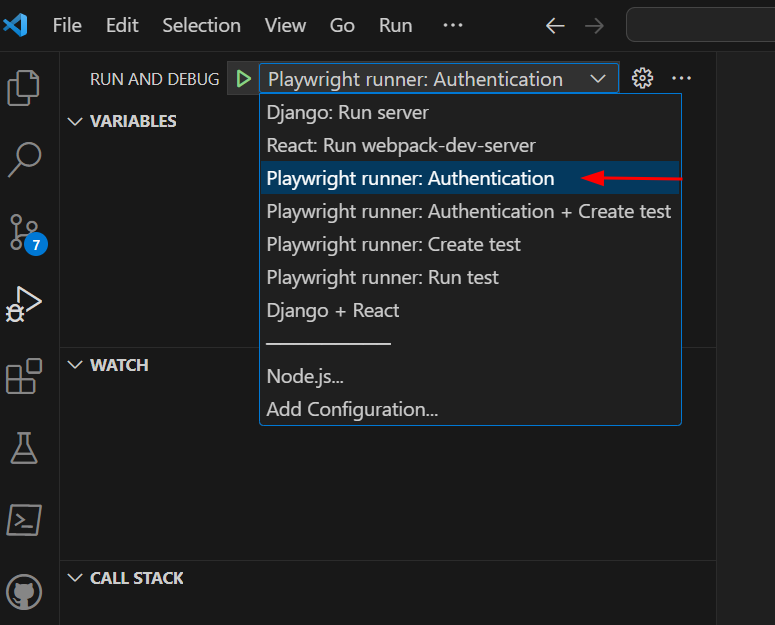 File Edit Selection View Go Run ...
RUN AND DEBUG Playwright runner: Authentication ...
VARIABLES
Django: Run server
React: Run webpack-dev-server
Playwright runner: Authentication
Playwright runner: Authentication + Create test
Playwright runner: Create test
7
Playwright runner: Run test
Django + React
WATCH
Node.js...
Add Configuration...
CALL STACK